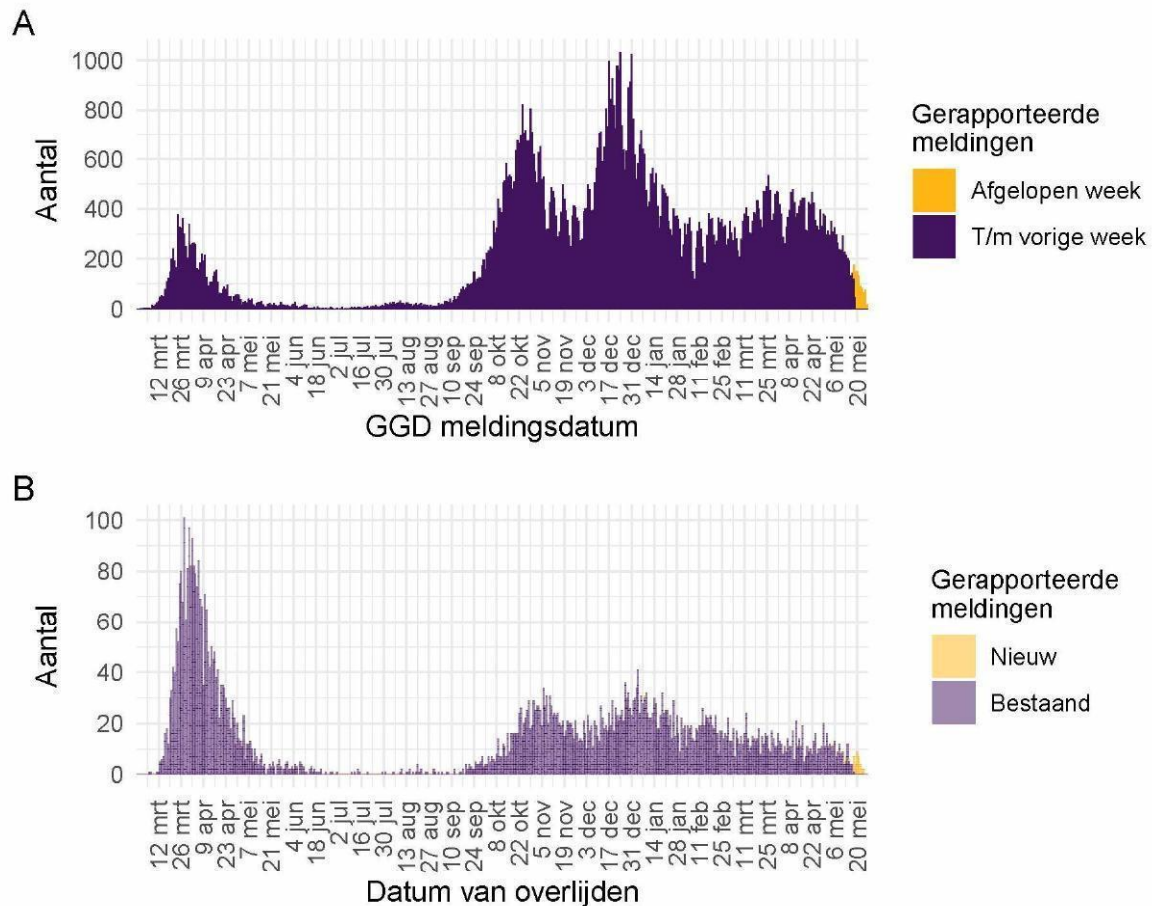 A
1000
800
600
400
200
0
Aantal
12 mrt
26 mrt
9 apr
23 apr
7 mei
21 mei
4 jun
18 jun
2 jul
16 jul
30 jul
13 aug
27 aug
10 sep
24 sep
8 okt
22 okt
5 nov
19 nov
3 dec
17 dec
31 dec
14 jan
28 jan
11 feb
25 feb
11 mrt
25 mrt
8 apr
22 apr
6 mei
20 mei
GGD meldingsdatum
Gerapporteerde
meldingen
Afgelopen week
T/m vorige week
B
100
80
60
40
20
0
Aantal
12 mrt
26 mrt
9 apr
23 apr
7 mei
21 mei
4 jun
18 jun
2 jul
16 jul
30 jul
13 aug
27 aug
10 sep
24 sep
8 okt
22 okt
5 nov
19 nov
3 dec
17 dec
31 dec
14 jan
28 jan
11 feb
25 feb
11 mrt
25 mrt
8 apr
22 apr
6 mei
20 mei
Datum van overlijden
Gerapporteerde
meldingen
Nieuw
Bestaand